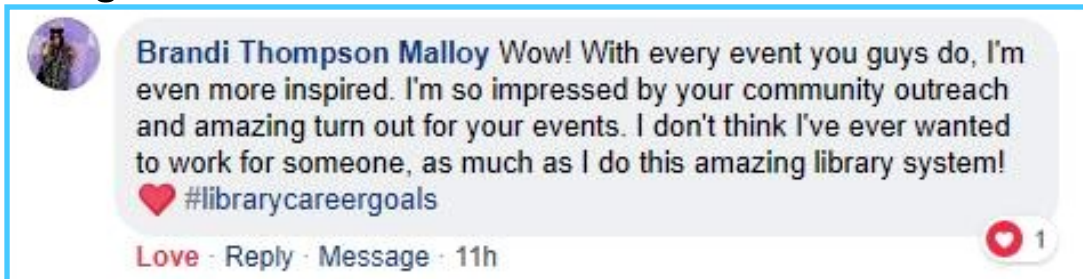 Brandi Thompson Malloy Wow! With every event you guys do, I'm
even more inspired. I'm so impressed by your community outreach
and amazing turn out for your events. I don't think I've ever wanted
to work for someone, as much as I do this amazing library system!
❤️ #librarycareergoals
1
Love · Reply · Message · 11h